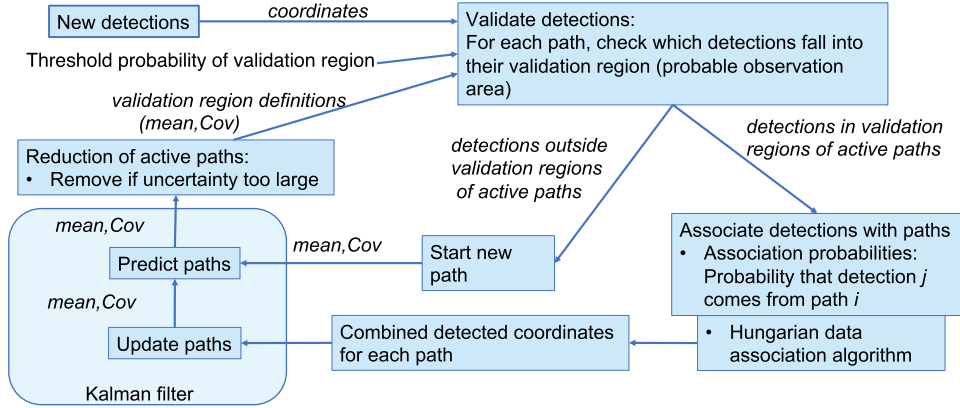 New detections
coordinates
Validate detections:
For each path, check which detections fall into
their validation region (probable observation
area)
Threshold probability of validation region
validation region definitions
(mean,Cov)
Reduction of active paths:
• Remove if uncertainty too large
detections outside
validation regions
of active paths
detections in validation
regions of active paths
mean,Cov
Predict paths
mean,Cov
Start new
path
Associate detections with paths
• Association probabilities:
Probability that detection j
comes from path i
mean,Cov
Update paths
Combined detected coordinates
for each path
• Hungarian data
association algorithm
Kalman filter